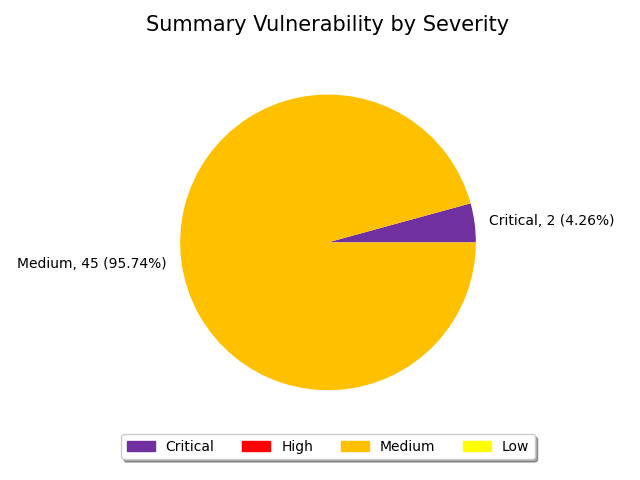 Summary Vulnerability by Severity
Critical, 2 (4.26%)
Medium, 45 (95.74%)
Critical High Medium Low